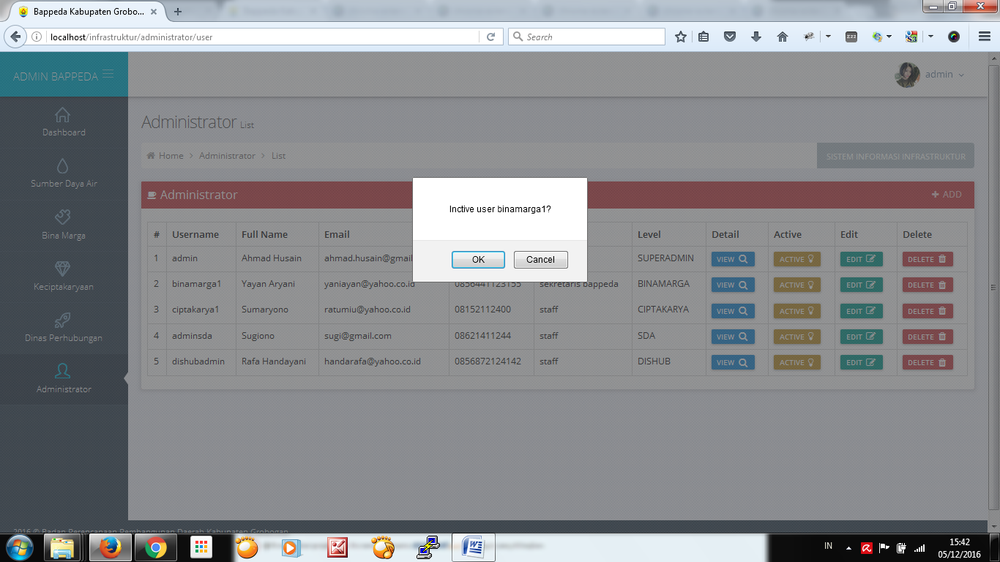 Bappeda Kabupaten Grobo...
localhost/infrastruktur/administrator/user
Search
ADMIN BAPPEDA
admin
Dashboard
Sumber Daya Air
Bina Marga
Keciptakaryaan
Dinas Perhubungan
Administrator
Administrator List
Home > Administrator > List
SISTEM INFORMASI INFRASTRUKTUR
Administrator
+ ADD
Inctive user binamarga1?
OK Cancel
# Username Full Name Email Level Detail Active Edit Delete
1 admin Ahmad Husain ahmad.husain@gmail SUPERADMIN VIEW ACTIVE EDIT DELETE
2 binamarga1 Yayan Aryani yaniayan@yahoo.co.id 0856441123155 sekretaris bappeda BINAMARGA VIEW ACTIVE EDIT DELETE
3 ciptakarya1 Sumaryono ratumiu@yahoo.co.id 08152112400 staff CIPTAKARYA VIEW ACTIVE EDIT DELETE
4 adminsda Sugiono sugi@gmail.com 08621411244 staff SDA VIEW ACTIVE EDIT DELETE
5 dishubadmin Rafa Handayani handarafa@yahoo.co.id 0856872124142 staff DISHUB VIEW ACTIVE EDIT DELETE
2016 © Badan Perencanaan Pembangunan Daerah Kabupaten Grobogan
IN
15:42
05/12/2016